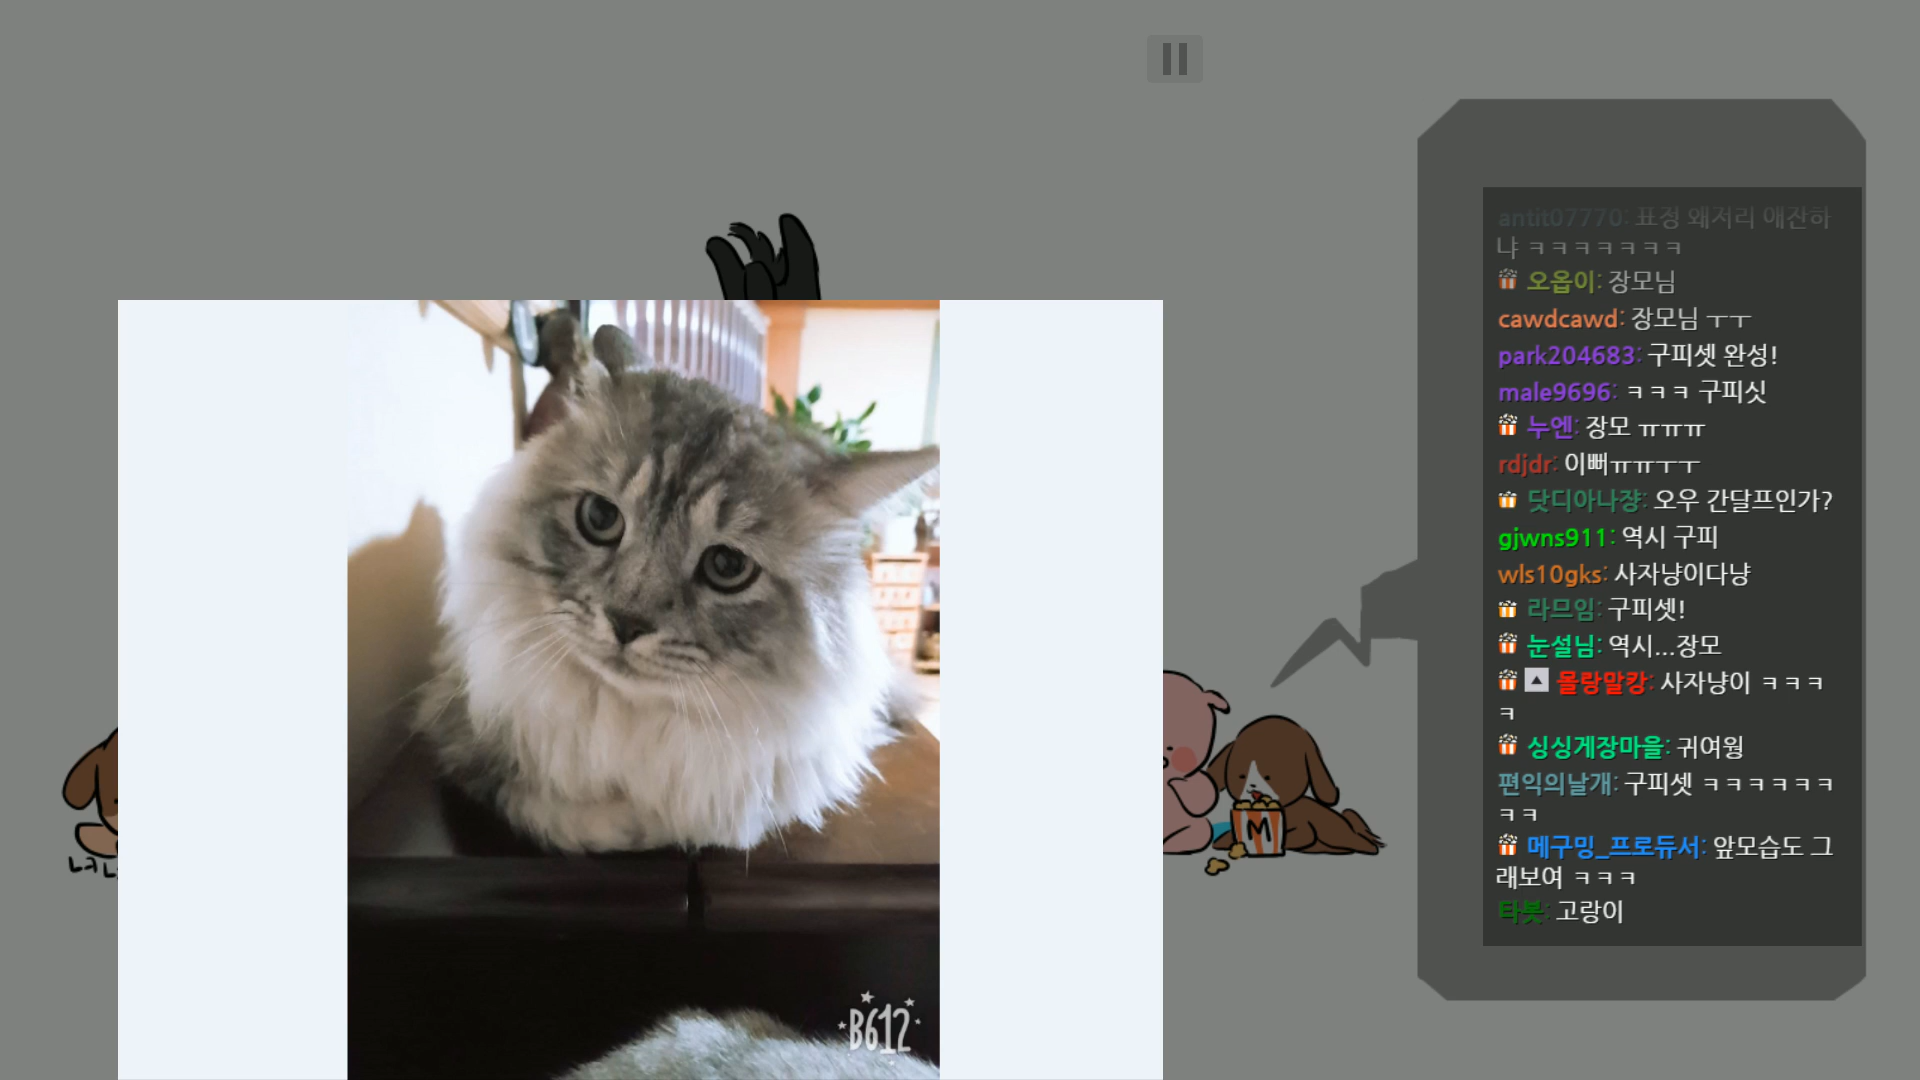 antit07770: 표정 왜저리 애잔하
냐 ㅋㅋㅋㅋㅋㅋㅋ
오옵이: 장모님
cawdcawd: 장모님 ㅜㅜ
park204683: 구피셋 완성!
male9696: ㅋㅋㅋ 구피싯
누엔: 장모 ㅠㅠㅠ
rdjdr: 이뻐ㅠㅠㅜㅜ
닷디아나쟝: 오우 간달프인가?
gjwns911: 역시 구피
wls10gks: 사자냥이다냥
라므임: 구피셋!
눈설님: 역시...장모
몰랑말캉: 사자냥이 ㅋㅋㅋ
ㅋ
싱싱게장마을: 귀여웡
편익의날개: 구피셋 ㅋㅋㅋㅋㅋㅋ
ㅋㅋ
메구밍_프로듀서: 앞모습도 그
래보여 ㅋㅋㅋ
타봇: 고랑이
M
B612